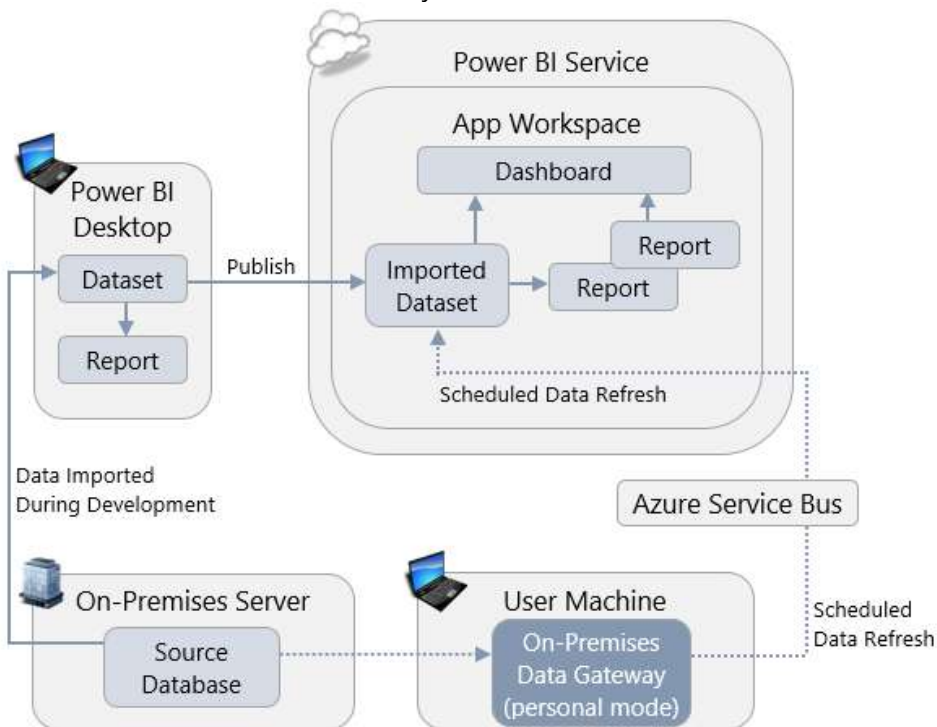 Power BI Service
App Workspace
Dashboard
Report
Report
Imported
Dataset
Scheduled Data Refresh
Power BI
Desktop
Dataset
Report
Publish
Data Imported
During Development
Azure Service Bus
On-Premises Server
Source
Database
User Machine
On-Premises
Data Gateway
(personal mode)
Scheduled
Data Refresh